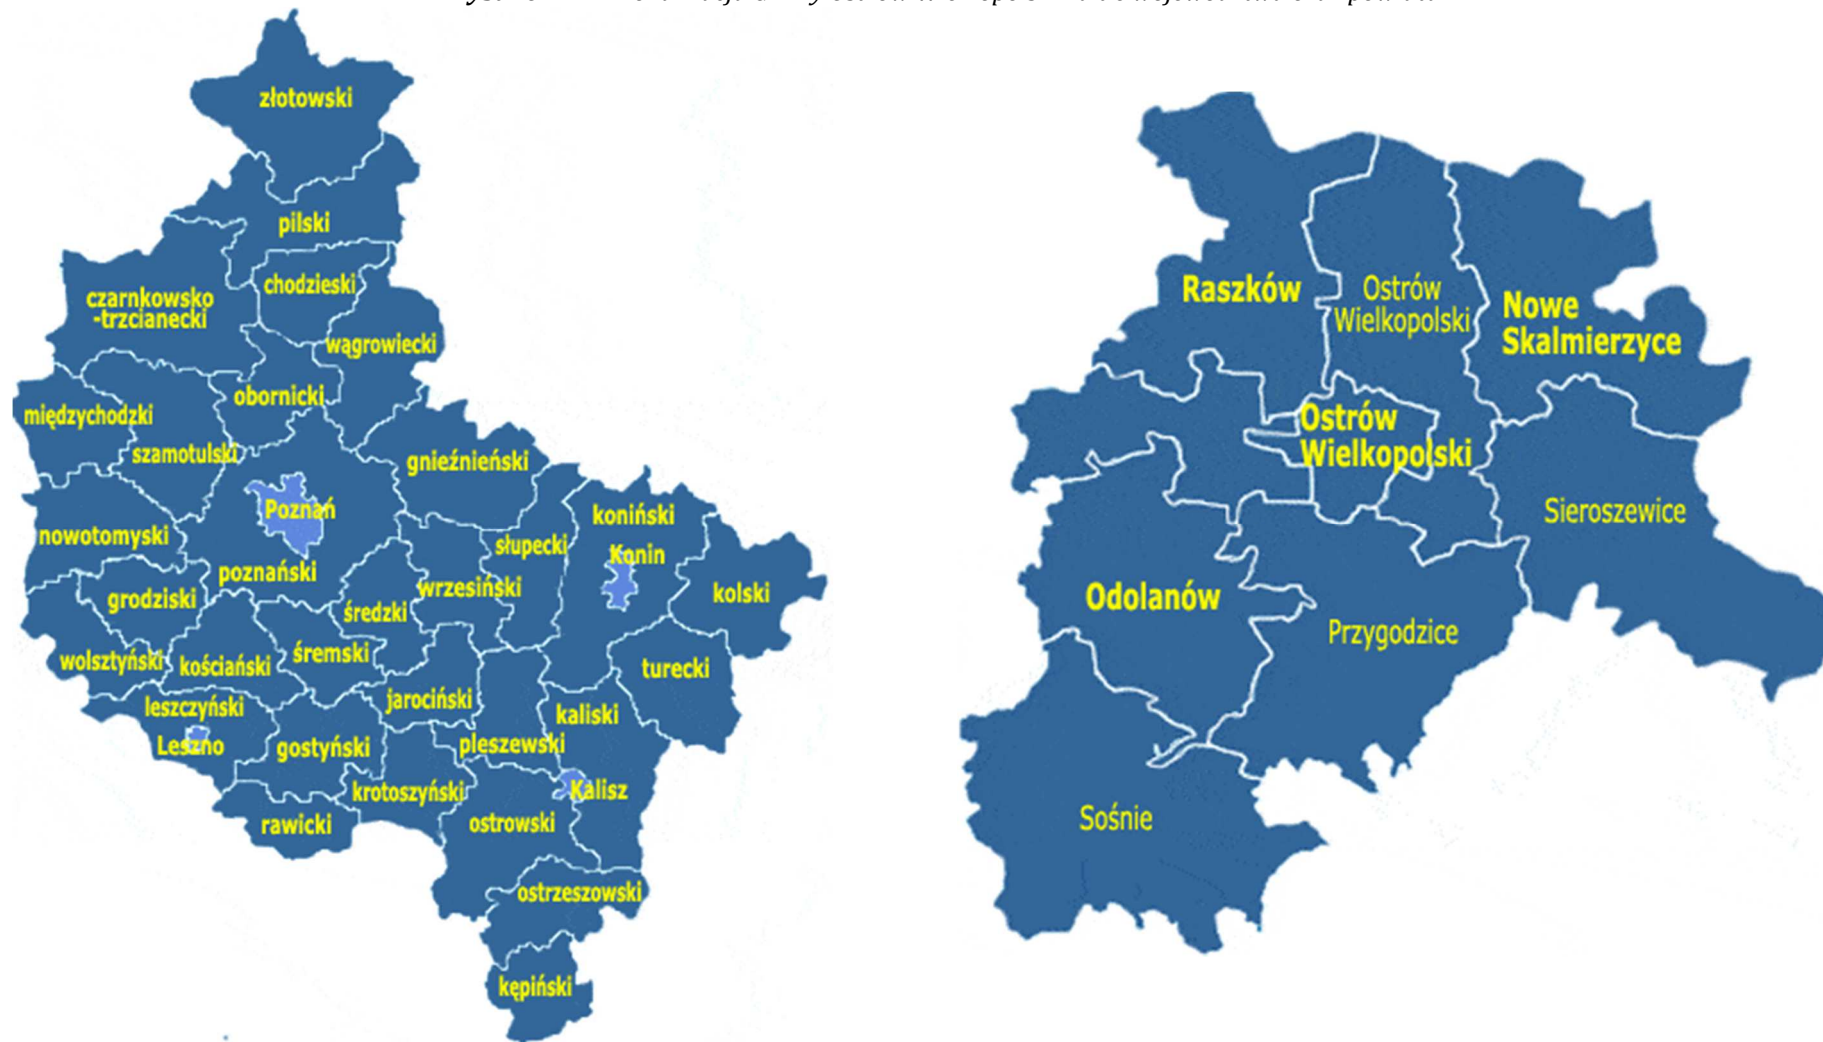 złotowski
pilski
chodzieski
czarnkowsko
-trzcianecki
wągrowiecki
obornicki
międzychodzki
szamotulski
gnieźnieński
Poznań
koniński
nowotomyski
słupecki
Konin
poznański
wrzesiński
kolski
grodziski
średzki
wolsztyński
kościański
śremski
turecki
leszczyński
jarociński
kaliski
Leszno
gostyński
pleszewski
krotoszyński
Kalisz
rawicki
ostrowski
ostrzeszowski
kępiński
Raszków
Ostrów
Wielkopolski
Nowe
Skalmierzyce
Ostrów
Wielkopolski
Sieroszewice
Odolanów
Przygodzice
Sośnie